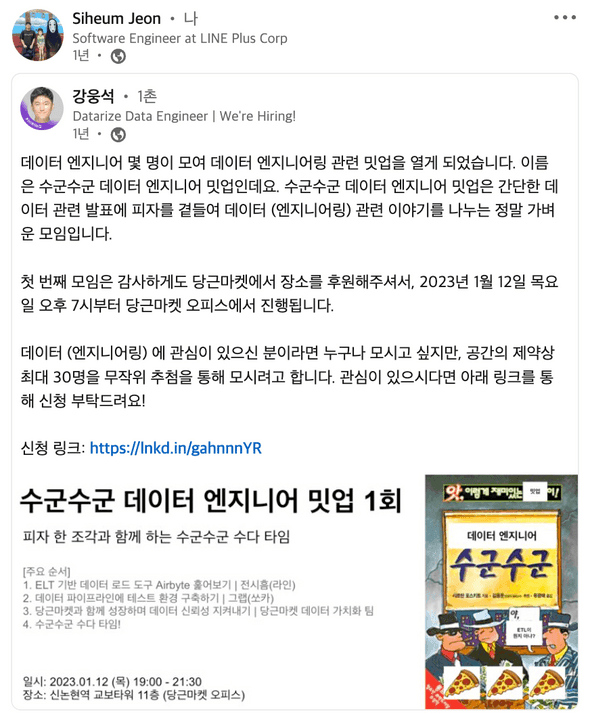 Siheum Jeon • 나
Software Engineer at LINE Plus Corp
1년 •
강웅석 • 1촌
Datarize Data Engineer | We're Hiring!
1년 •
데이터 엔지니어 몇 명이 모여 데이터 엔지니어링 관련 밋업을 열게 되었습니다. 이름
은 수군수군 데이터 엔지니어 밋업인데요. 수군수군 데이터 엔지니어 밋업은 간단한 데
이터 관련 발표에 피자를 곁들여 데이터 (엔지니어링) 관련 이야기를 나누는 정말 가벼
운 모임입니다.
첫 번째 모임은 감사하게도 당근마켓에서 장소를 후원해주셔서, 2023년 1월 12일 목요
일 오후 7시부터 당근마켓 오피스에서 진행됩니다.
데이터 (엔지니어링) 에 관심이 있으신 분이라면 누구나 모시고 싶지만, 공간의 제약상
최대 30명을 무작위 추첨을 통해 모시려고 합니다. 관심이 있으시다면 아래 링크를 통
해 신청 부탁드려요!
신청 링크: https://lnkd.in/gahnnnYR
수군수군 데이터 엔지니어 밋업 1회
피자 한 조각과 함께 하는 수군수군 수다 타임
[주요 순서]
1. ELT 기반 데이터 로드 도구 Airbyte 훑어보기 | 전시흠(라인)
2. 데이터 파이프라인에 테스트 환경 구축하기 | 그랩(쏘카)
3. 당근마켓과 함께 성장하며 데이터 신뢰성 지켜내기 | 당근마켓 데이터 가치화 팀
4. 수군수군 수다 타임!
일시: 2023.01.12 (목) 19:00 - 21:30
장소: 신논현역 교보타워 11층 (당근마켓 오피스)
앗, 이렇게 재미있는 밋업이!
데이터 엔지니어
수군수군
ETL이
뭔지 아니?